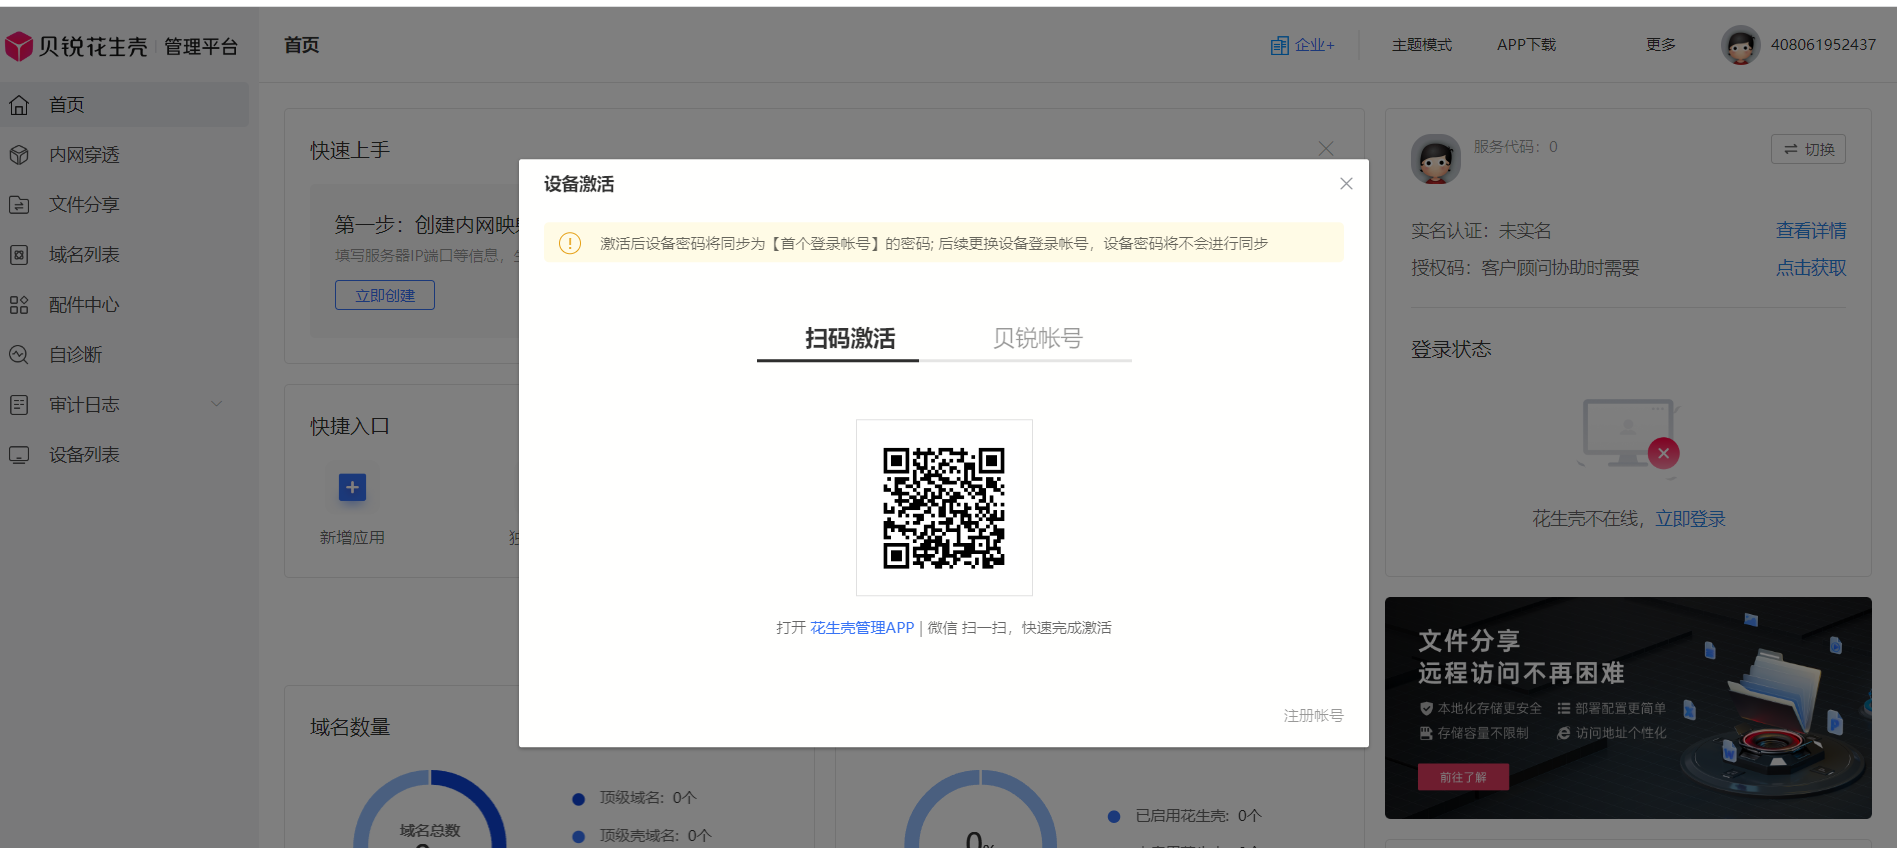 贝锐花生壳 管理平台
首页
企业+
主题模式
APP下载
更多
408061952437
首页
内网穿透
文件分享
域名列表
配件中心
自诊断
审计日志
设备列表
快速上手
第一步：创建内网映
填写服务器IP端口等信息，
立即创建
快捷入口
新增应用
独
设备激活
激活后设备密码将同步为【首个登录帐号】的密码; 后续更换设备登录帐号，设备密码将不会进行同步
扫码激活
贝锐帐号
打开 花生壳管理APP | 微信 扫一扫，快速完成激活
注册帐号
域名数量
域名总数
顶级域名: 0个
顶级壳域名: 0个
0%
已启用花生壳: 0个
服务代码: 0
切换
实名认证: 未实名
查看详情
授权码: 客户顾问协助时需要
点击获取
登录状态
花生壳不在线，立即登录
文件分享
远程访问不再困难
本地化存储更安全 部署配置更简单
存储容量不限制 访问地址个性化
前往了解